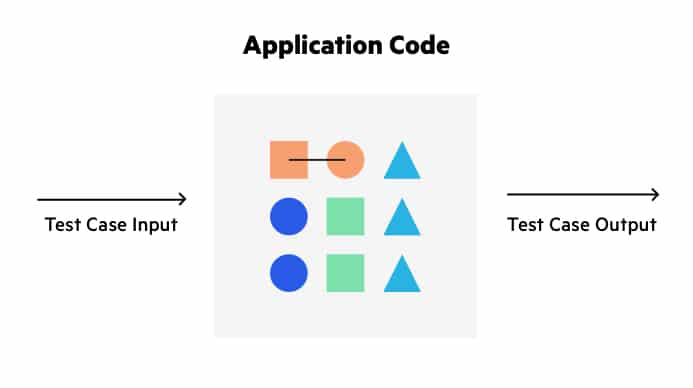 Application Code
Test Case Input
Test Case Output